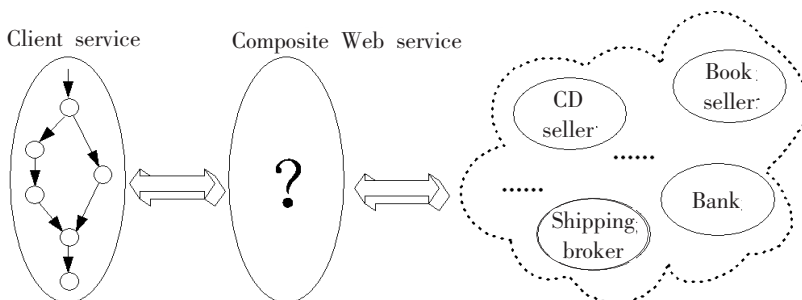 Client service
Composite Web service
?
CD
seller
Book
seller
......
......
Shipping
broker
Bank